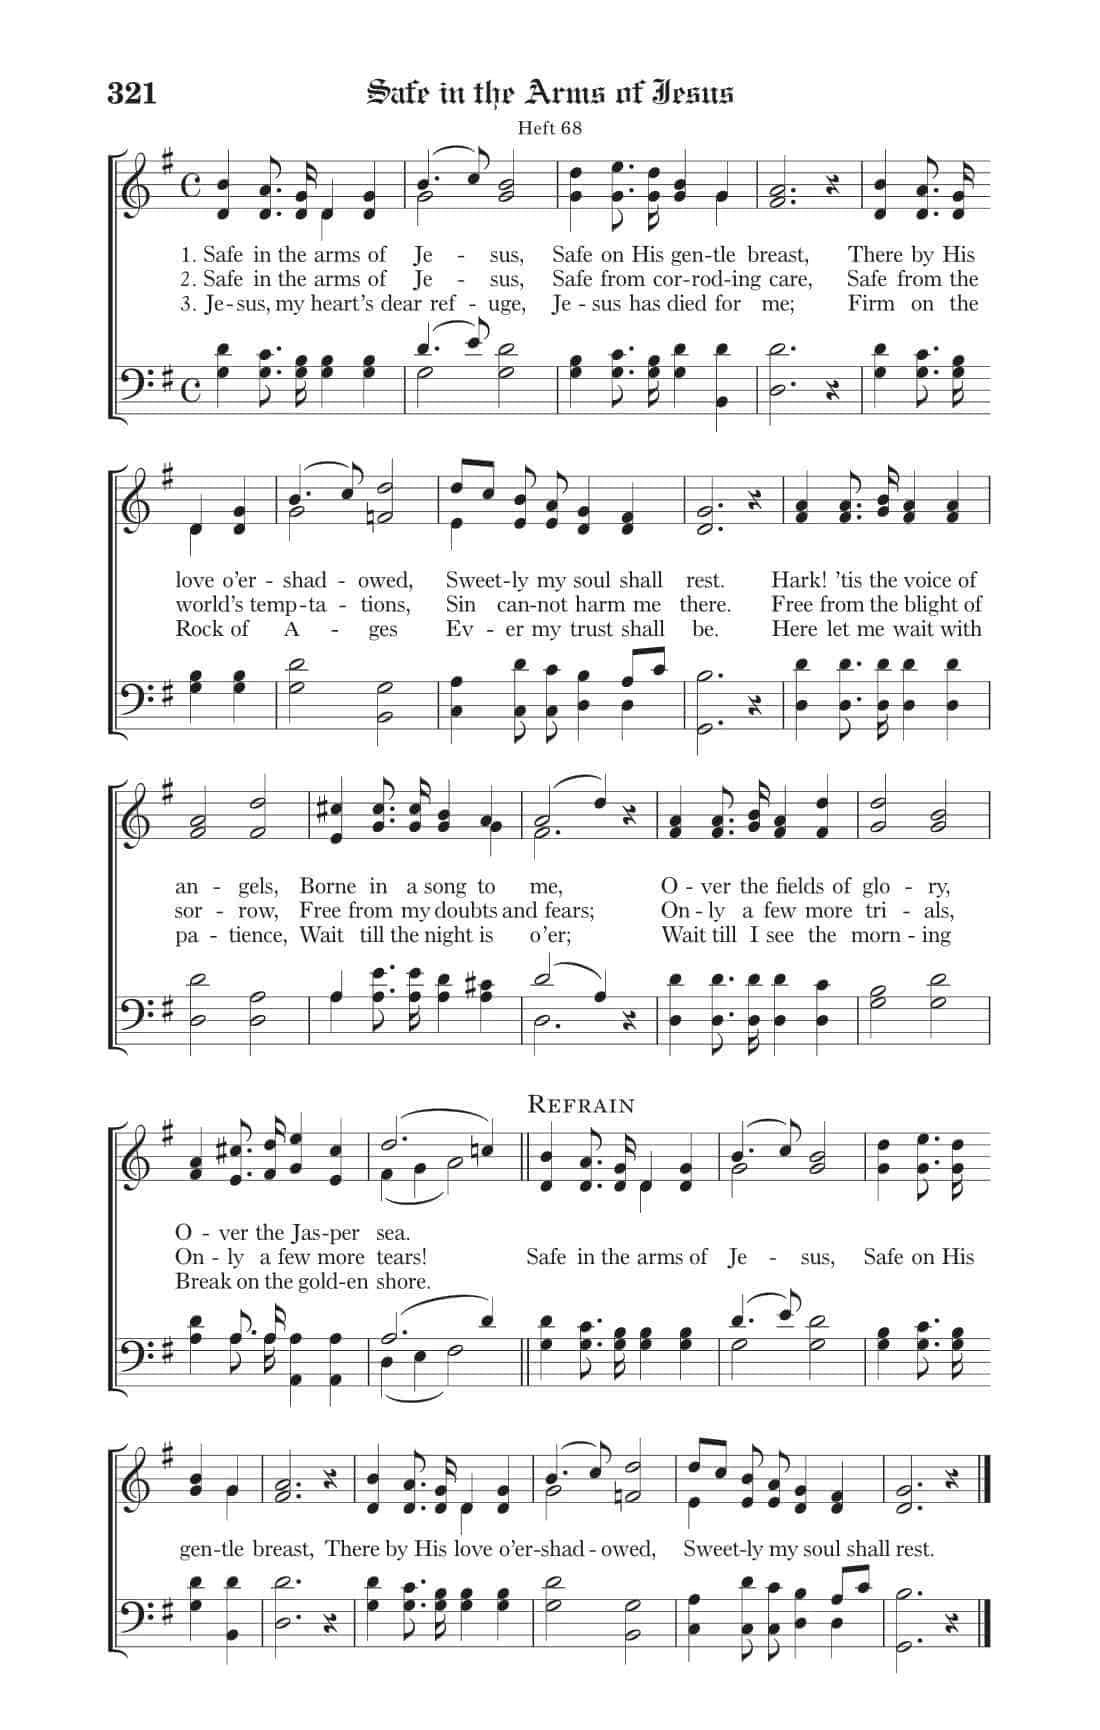 321 Safe in the Arms of Jesus
Heft 68
1. Safe in the arms of Je - sus, Safe on His gen-tle breast, There by His
2. Safe in the arms of Je - sus, Safe from cor-rod-ing care, Safe from the
3. Je-sus, my heart's dear ref - uge, Je - sus has died for me; Firm on the
love o'er - shad - owed, Sweet-ly my soul shall rest. Hark! 'tis the voice of
world's temp-ta - tions, Sin can-not harm me there. Free from the blight of
Rock of A - ges Ev - er my trust shall be. Here let me wait with
an - gels, Borne in a song to me, O - ver the fields of glo - ry,
sor - row, Free from my doubts and fears; On - ly a few more tri - als,
pa - tience, Wait till the night is o'er; Wait till I see the morn - ing
REFRAIN
O - ver the Jas-per sea.
On - ly a few more tears! Safe in the arms of Je - sus, Safe on His
Break on the gold-en shore.
gen-tle breast, There by His love o'er-shad - owed, Sweet-ly my soul shall rest.